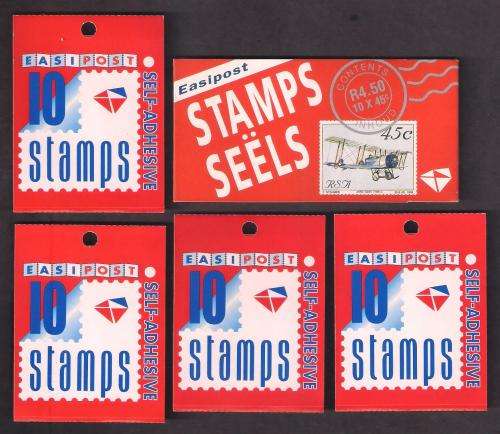 EASIPOST
10
stamps
SELF-ADHESIVE
Easipost
STAMPS
SEËLS
CONTENTS
R4.50
10 X 45c
INHOUD
45c
RSA
EASIPOST
10
stamps
SELF-ADHESIVE
EASIPOST
10
stamps
SELF-ADHESIVE
EASIPOST
10
stamps
SELF-ADHESIVE